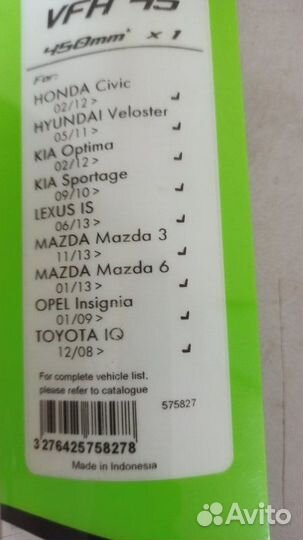 VFH 45
450mm* x 1
For:
HONDA Civic
02/12 >
HYUNDAI Veloster
05/11 >
KIA Optima
02/12 >
KIA Sportage
09/10 >
LEXUS IS
06/13 >
MAZDA Mazda 3
11/13 >
MAZDA Mazda 6
01/13 >
OPEL Insignia
01/09 >
TOYOTA IQ
12/08 >
For complete vehicle list,
please refer to catalogue
575827
3 276425758278
Made in Indonesia
Avito